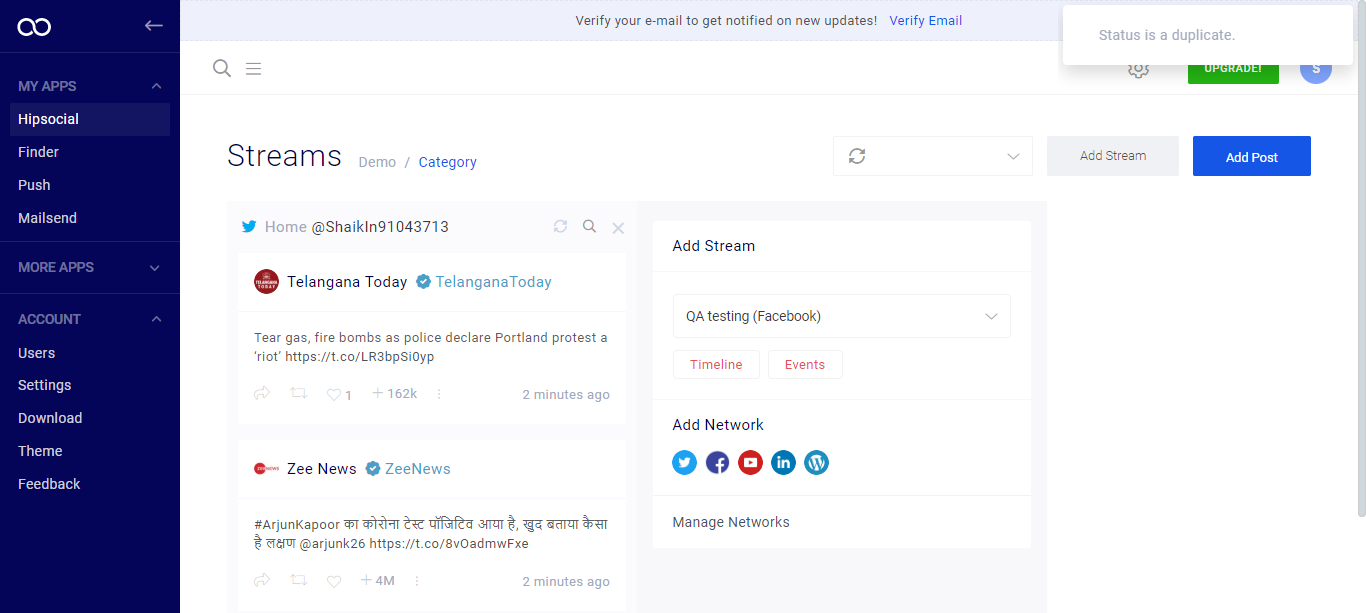 Verify your e-mail to get notified on new updates! Verify Email
Status is a duplicate.
UPGRADE!
S
MY APPS
Hipsocial
Finder
Push
Mailsend
MORE APPS
ACCOUNT
Users
Settings
Download
Theme
Feedback
Streams Demo / Category
Add Stream
Add Post
Home @ShaikIn91043713
Telangana Today TelanganaToday
Tear gas, fire bombs as police declare Portland protest a
‘riot’ https://t.co/LR3bpSi0yp
1 162k 2 minutes ago
Zee News ZeeNews
#ArjunKapoor का कोरोना टेस्ट पॉजिटिव आया है, खुद बताया कैसा
है लक्षण @arjunk26 https://t.co/8vOadmwFxe
4M 2 minutes ago
Add Stream
QA testing (Facebook)
Timeline Events
Add Network
Manage Networks